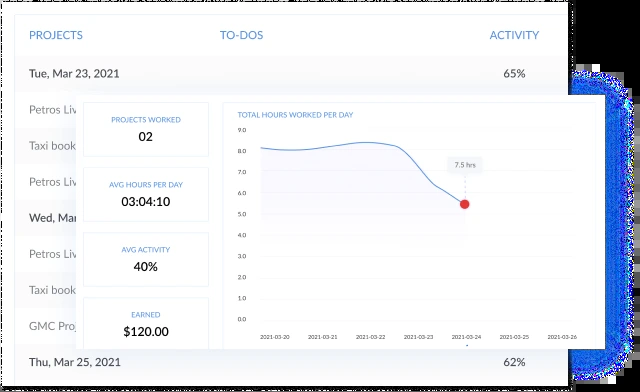 PROJECTS TO-DOS ACTIVITY
Tue, Mar 23, 2021 65%
Petros Liv
Taxi book
Petros Liv
Wed, Mar
Petros Liv
Taxi book
GMC Proj
Thu, Mar 25, 2021 62%
PROJECTS WORKED
02
AVG HOURS PER DAY
03:04:10
AVG ACTIVITY
40%
EARNED
$120.00
TOTAL HOURS WORKED PER DAY
9.0
8.0
7.0
6.0
5.0
4.0
3.0
2.0
1.0
0.0
7.5 hrs
2021-03-20 2021-03-21 2021-03-22 2021-03-23 2021-03-24 2021-03-25 2021-03-26